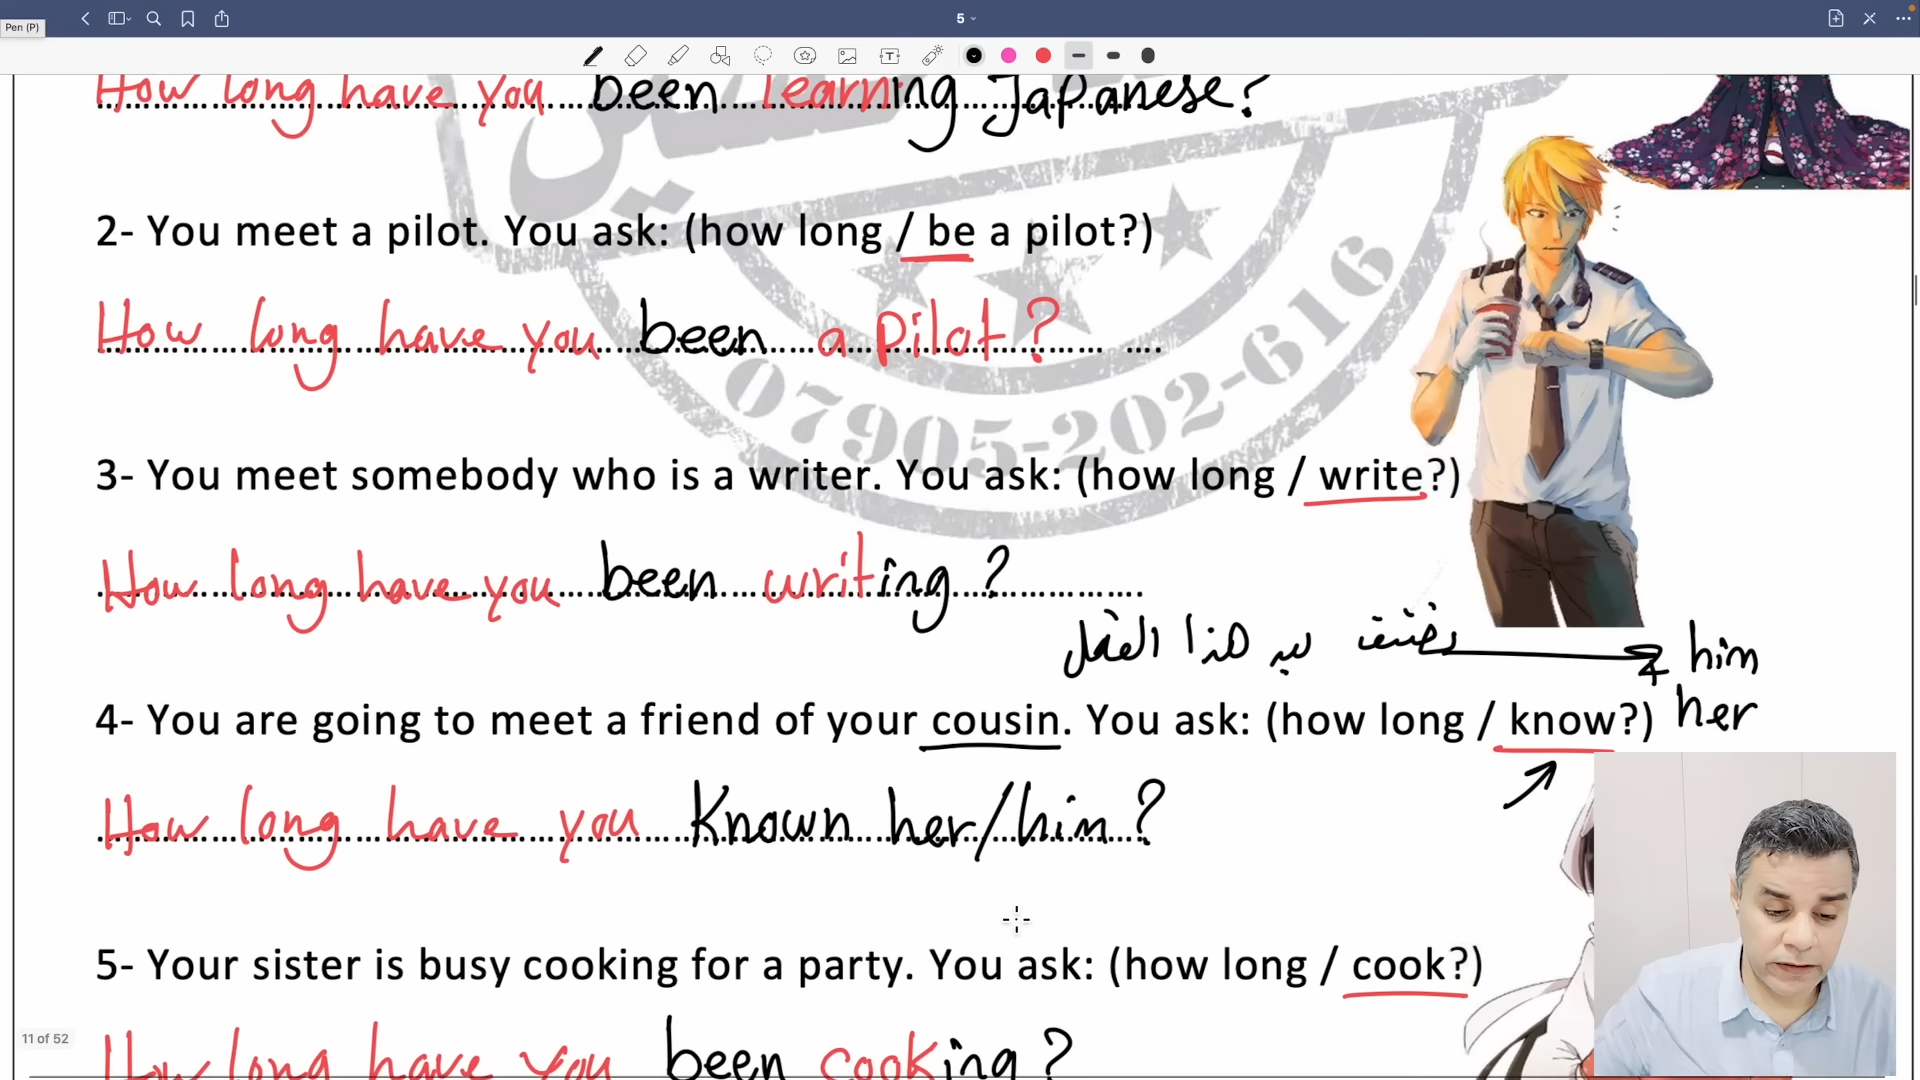 Pen (P)
5
How long have you been learning Japanese?
2- You meet a pilot. You ask: (how long / be a pilot?)
How long have you been a pilot?
07905-202-616
3- You meet somebody who is a writer. You ask: (how long / write?)
How long have you been writing?
هذا الفعل
him
4- You are going to meet a friend of your cousin. You ask: (how long / know?) her
How long have you known her/him?
5- Your sister is busy cooking for a party. You ask: (how long / cook?)
11 of 52
How long have you been cooking?